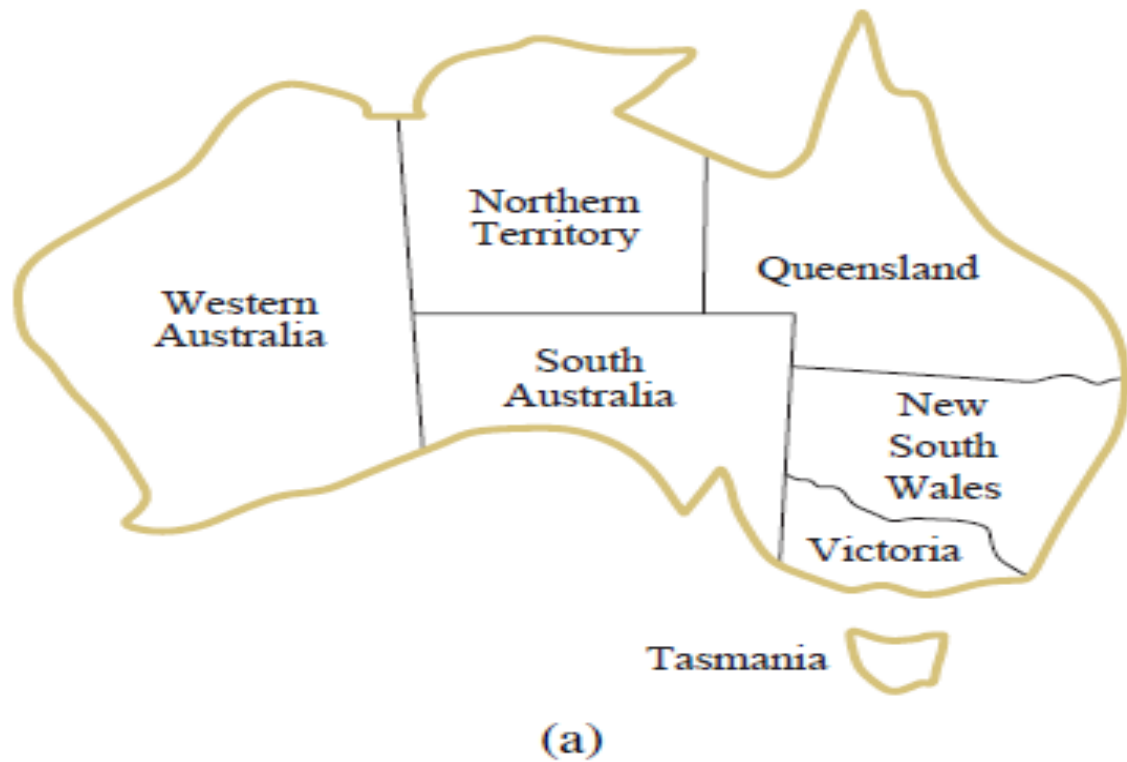 Northern
Territory
Queensland
Western
Australia
South
Australia
New
South
Wales
Victoria
Tasmania
(a)